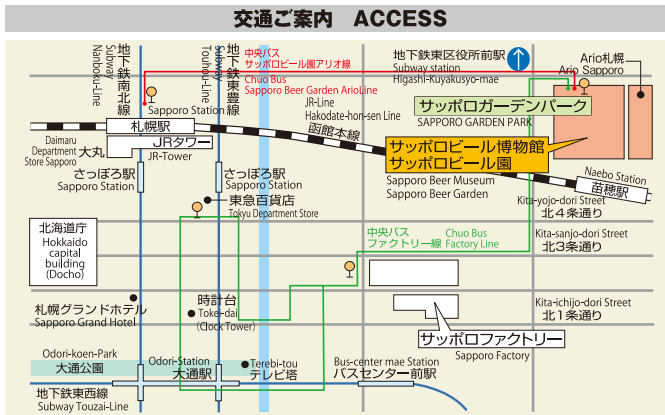 交通ご案内 ACCESS
地下鉄南北線
Subway
Nanboku-Line
地下鉄東豊線
Subway
Touhou-Line
中央バス
サッポロビール園アリオ線
Chuo Bus
Sapporo Beer Garden ArioLine
地下鉄東区役所前駅
Subway station
Higashi-Kuyakusyo-mae
Ario札幌
Ario Sapporo
Sapporo Station
JR-Line
Hakodate-hon-sen Line
函館本線
サッポロガーデンパーク
SAPPORO GARDEN PARK
札幌駅
Daimaru
Department
Store Sapporo
大丸
JRタワー
JR-Tower
サッポロビール博物館
サッポロビール園
Sapporo Beer Museum
Sapporo Beer Garden
Naebo Station
苗穂駅
さっぽろ駅
Sapporo Station
さっぽろ駅
Sapporo Station
東急百貨店
Tokyu Department Store
Kita-yojo-dori Street
北4条通り
北海道庁
Hokkaido
capital
building
(Docho)
中央バス
ファクトリー線
Chuo Bus
Factory Line
Kita-sanjo-dori Street
北3条通り
札幌グランドホテル
Sapporo Grand Hotel
時計台
Tokei-dai
(Clock Tower)
Kita-ichijo-dori Street
北1条通り
サッポロファクトリー
Sapporo Factory
Odori-koen-Park
大通公園
Odori-Station
大通駅
Terebi-tou
テレビ塔
Bus-center mae Station
バスセンター前駅
地下鉄東西線
Subway Touzai-Line